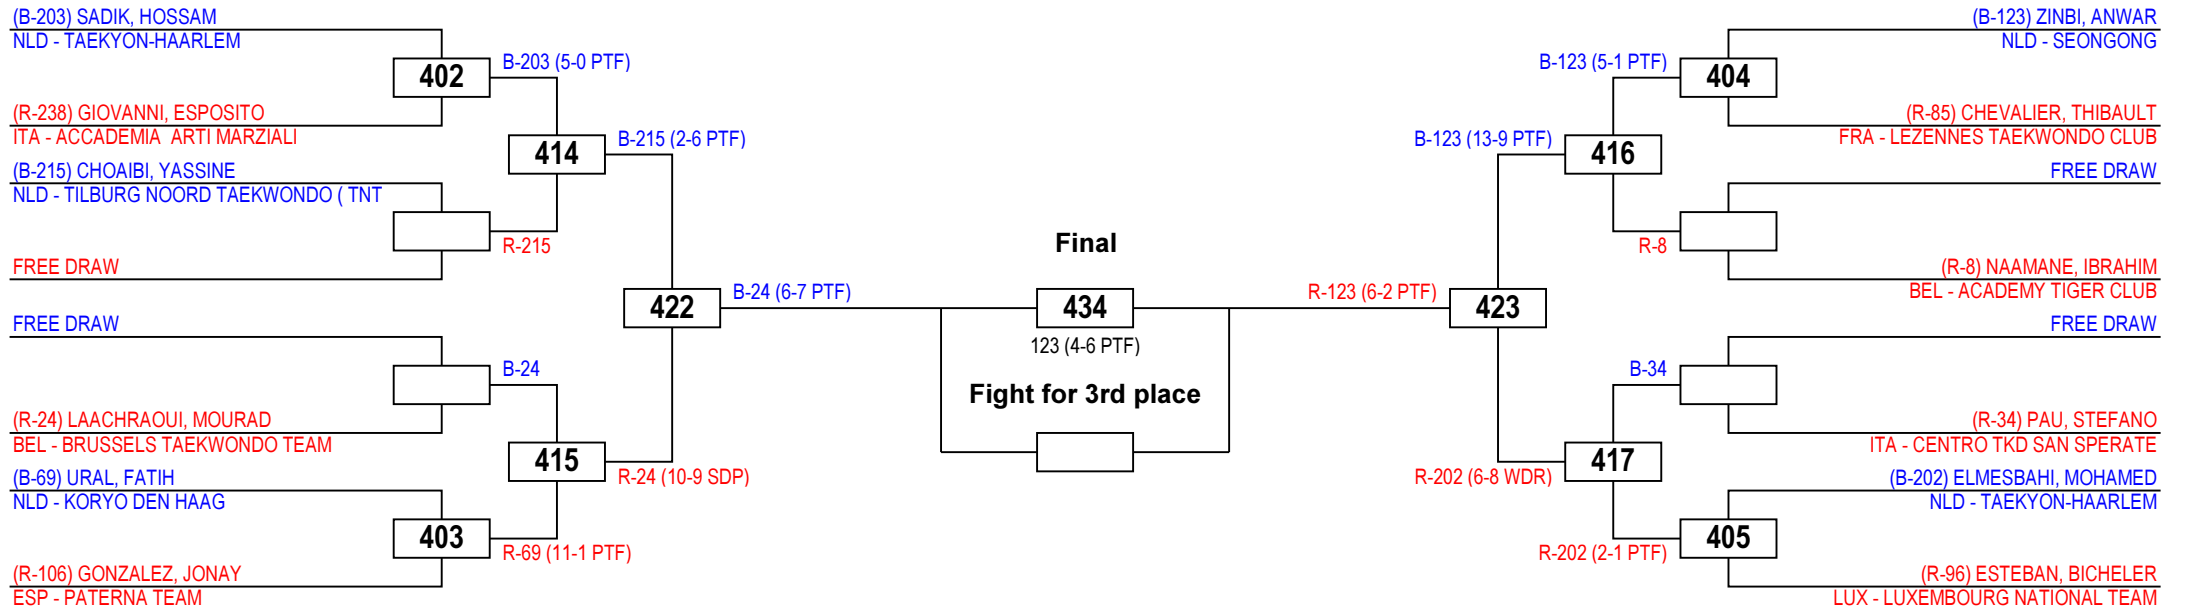 (B-203) SADIK, HOSSAM
NLD - TAEKYON-HAARLEM
402
B-203 (5-0 PTF)
(R-238) GIOVANNI, ESPOSITO
ITA - ACCADEMIA  ARTI MARZIALI
414
B-215 (2-6 PTF)
(B-215) CHOAIBI, YASSINE
NLD - TILBURG NOORD TAEKWONDO ( TNT
R-215
FREE DRAW
422
B-24 (6-7 PTF)
FREE DRAW
B-24
(R-24) LAACHRAOUI, MOURAD
BEL - BRUSSELS TAEKWONDO TEAM
415
R-24 (10-9 SDP)
(B-69) URAL, FATIH
NLD - KORYO DEN HAAG
403
R-69 (11-1 PTF)
(R-106) GONZALEZ, JONAY
ESP - PATERNA TEAM
Final
434
123 (4-6 PTF)
Fight for 3rd place
(B-123) ZINBI, ANWAR
NLD - SEONGONG
B-123 (5-1 PTF)
404
(R-85) CHEVALIER, THIBAULT
FRA - LEZENNES TAEKWONDO CLUB
B-123 (13-9 PTF)
416
FREE DRAW
R-8
(R-8) NAAMANE, IBRAHIM
BEL - ACADEMY TIGER CLUB
R-123 (6-2 PTF)
423
FREE DRAW
B-34
(R-34) PAU, STEFANO
ITA - CENTRO TKD SAN SPERATE
R-202 (6-8 WDR)
417
(B-202) ELMESBAHI, MOHAMED
NLD - TAEKYON-HAARLEM
R-202 (2-1 PTF)
405
(R-96) ESTEBAN, BICHELER
LUX - LUXEMBOURG NATIONAL TEAM